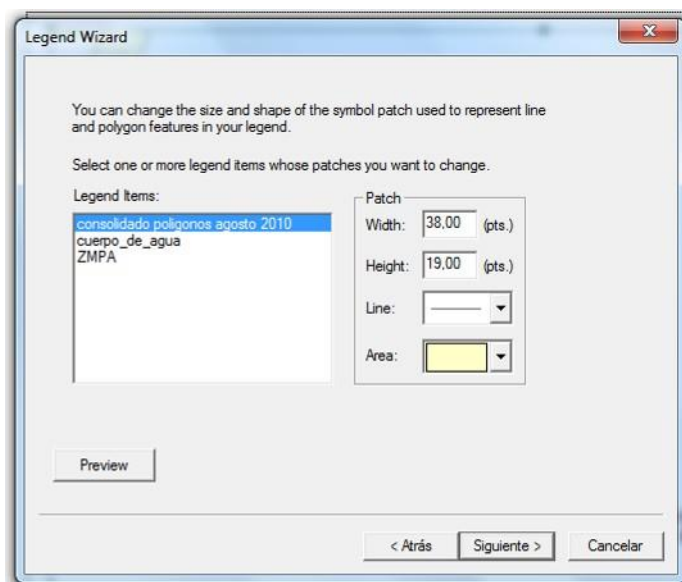 Legend Wizard
You can change the size and shape of the symbol patch used to represent line
and polygon features in your legend.
Select one or more legend items whose patches you want to change.
Legend Items:
consolidado poligonos agosto 2010
cuerpo_de_agua
ZMPA
Patch
Width: 38,00 (pts.)
Height: 19,00 (pts.)
Line:
Area:
Preview
< Atrás Siguiente > Cancelar